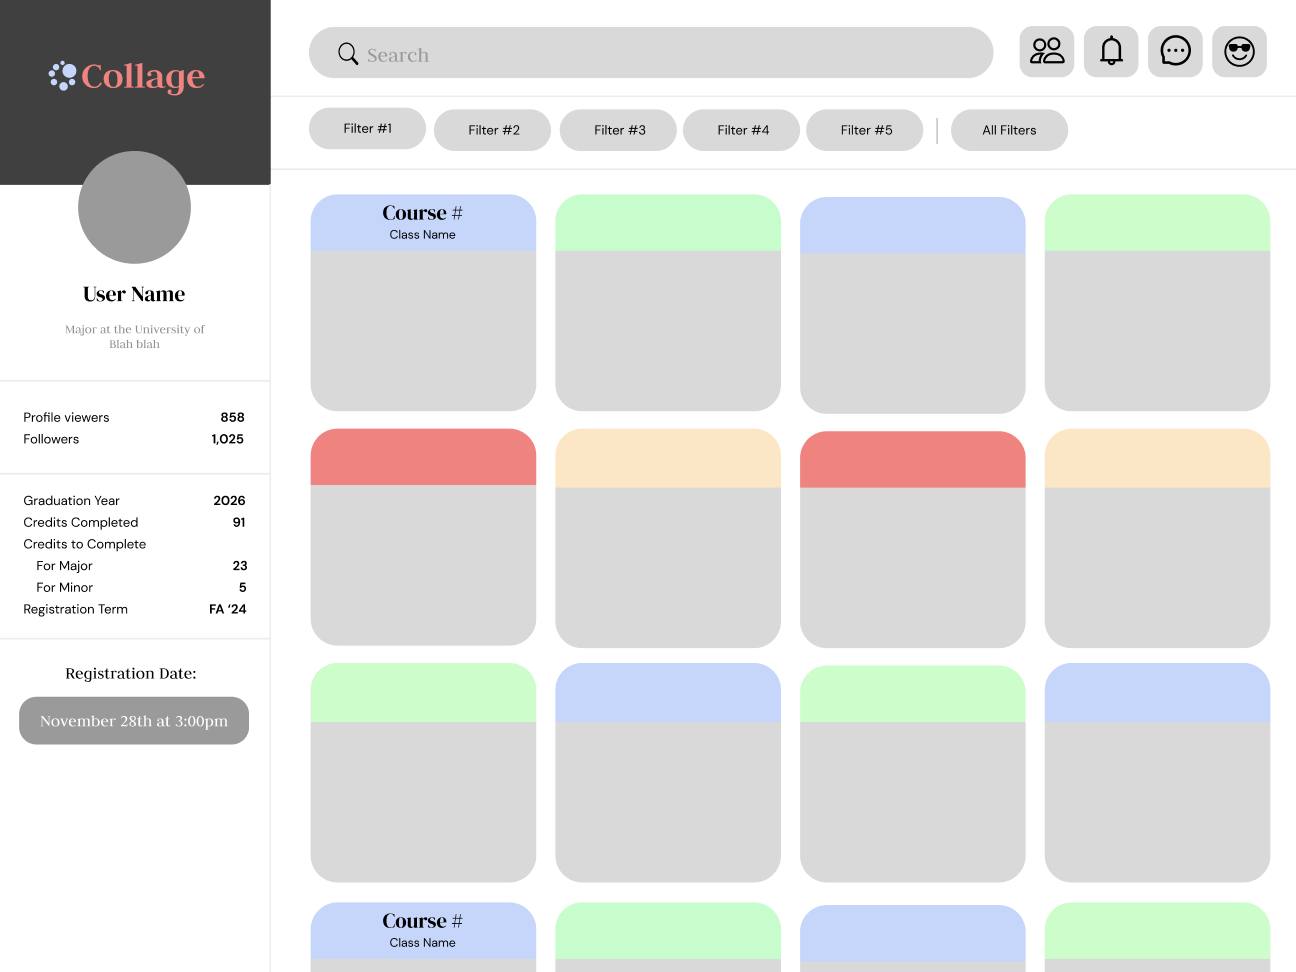 Collage
User Name
Major at the University of
Blah blah
Profile viewers 858
Followers 1,025
Graduation Year 2026
Credits Completed 91
Credits to Complete
For Major 23
For Minor 5
Registration Term FA ‘24
Registration Date:
November 28th at 3:00pm
Search
Filter #1 Filter #2 Filter #3 Filter #4 Filter #5 All Filters
Course #
Class Name
Course #
Class Name